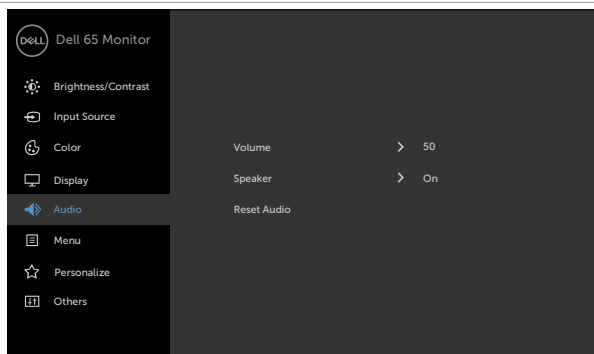 DELL Dell 65 Monitor
Brightness/Contrast
Input Source
Color
Display
Audio
Menu
Personalize
Others
Volume 50
Speaker On
Reset Audio